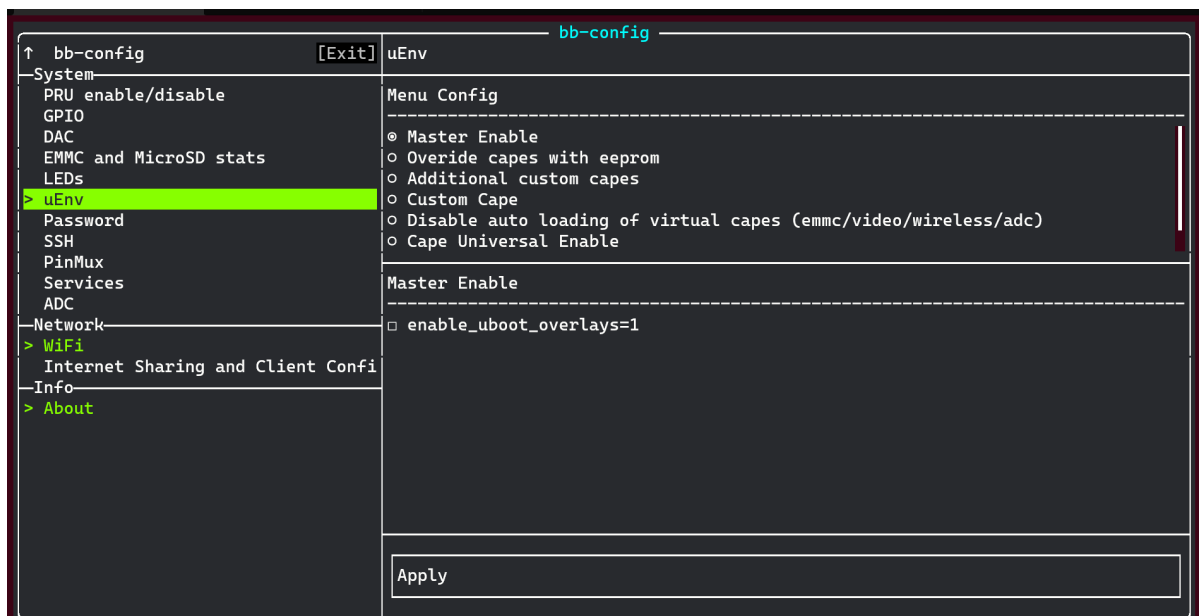 bb-config
↑ bb-config [Exit]
System
PRU enable/disable
GPIO
DAC
EMMC and MicroSD stats
LEDs
> uEnv
Password
SSH
PinMux
Services
ADC
Network
> WiFi
Internet Sharing and Client Confi
Info
> About
uEnv
Menu Config
Master Enable
Overide capes with eeprom
Additional custom capes
Custom Cape
Disable auto loading of virtual capes (emmc/video/wireless/adc)
Cape Universal Enable
Master Enable
enable_uboot_overlays=1
Apply